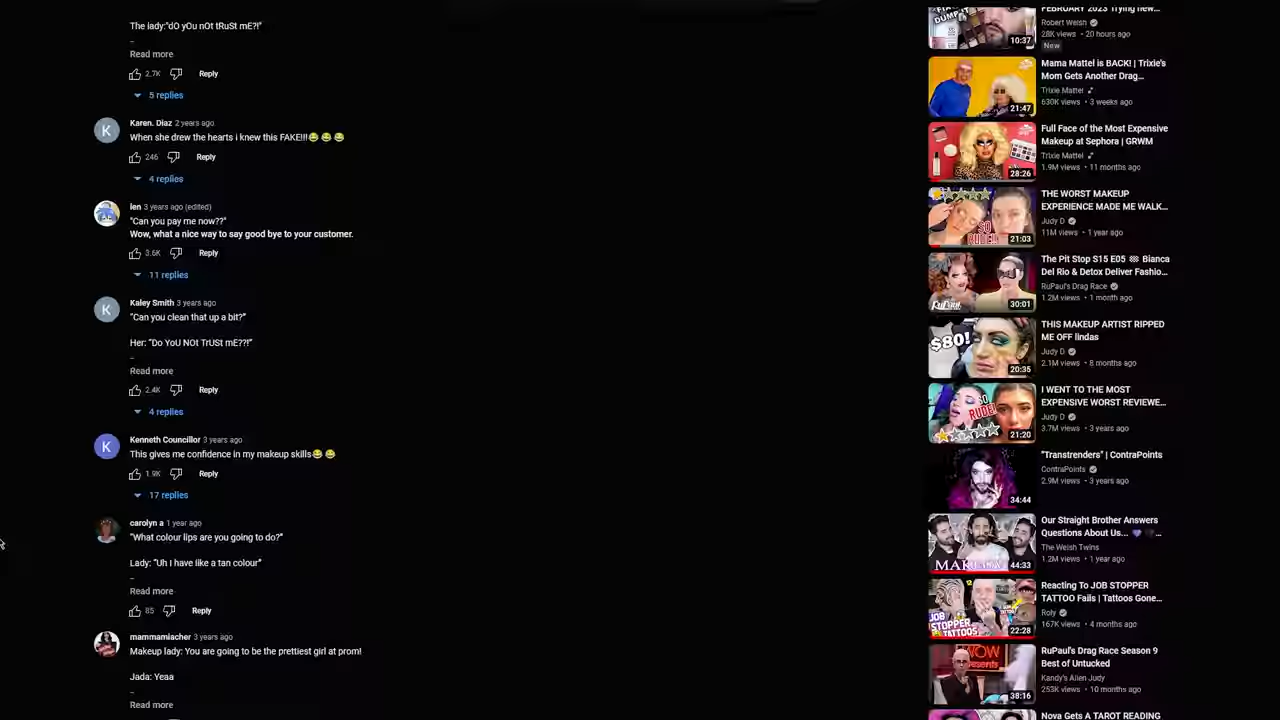 The lady:"dO yOu nOt tRuSt mE?!"
_
Read more
2.7K Reply
5 replies
K
Karen. Diaz 2 years ago
When she drew the hearts i knew this FAKE!!!😂😂😂
246 Reply
4 replies
len 3 years ago (edited)
"Can you pay me now??"
Wow, what a nice way to say good bye to your customer.
3.6K Reply
11 replies
K
Kaley Smith 3 years ago
"Can you clean that up a bit?"
Her: "Do YoU NOt TrUSt mE??!"
_
Read more
2.4K Reply
4 replies
K
Kenneth Councillor 3 years ago
This gives me confidence in my makeup skills😂 😂
1.9K Reply
17 replies
carolyn a 1 year ago
"What colour lips are you going to do?"
Lady: "Uh I have like a tan colour"
_
Read more
85 Reply
mammamischer 3 years ago
Makeup lady: You are going to be the prettiest girl at prom!
Jada: Yeaa
_
Read more
DUMP IT
10:37
FEBRUARY 2023 Trying new...
Robert Welsh
28K views • 20 hours ago
New
21:47
Mama Mattel is BACK! | Trixie's
Mom Gets Another Drag...
Trixie Mattel
630K views • 3 weeks ago
28:26
Full Face of the Most Expensive
Makeup at Sephora | GRWM
Trixie Mattel
1.9M views • 11 months ago
SO
RUDE!!
21:03
THE WORST MAKEUP
EXPERIENCE MADE ME WALK...
Judy D
11M views • 1 year ago
RuPaul
30:01
The Pit Stop S15 E05 🏁 Bianca
Del Rio & Detox Deliver Fashio...
RuPaul's Drag Race
1.2M views • 1 month ago
$80!
20:35
THIS MAKEUP ARTIST RIPPED
ME OFF lindas
Judy D
2.1M views • 8 months ago
SO
RUDE!
21:20
I WENT TO THE MOST
EXPENSIVE WORST REVIEWE...
Judy D
3.7M views • 3 years ago
34:44
"Transtrenders" | ContraPoints
ContraPoints
2.9M views • 3 years ago
44:33
Our Straight Brother Answers
Questions About Us... 💜🖤...
The Welsh Twins
1.2M views • 1 year ago
JOB
STOPPER
TATTOOS
22:28
Reacting To JOB STOPPER
TATTOO Fails | Tattoos Gone...
Roly
167K views • 4 months ago
WOW
presents
38:16
RuPaul's Drag Race Season 9
Best of Untucked
Kandy's Alien Judy
253K views • 10 months ago
Nova Gets A TAROT READING